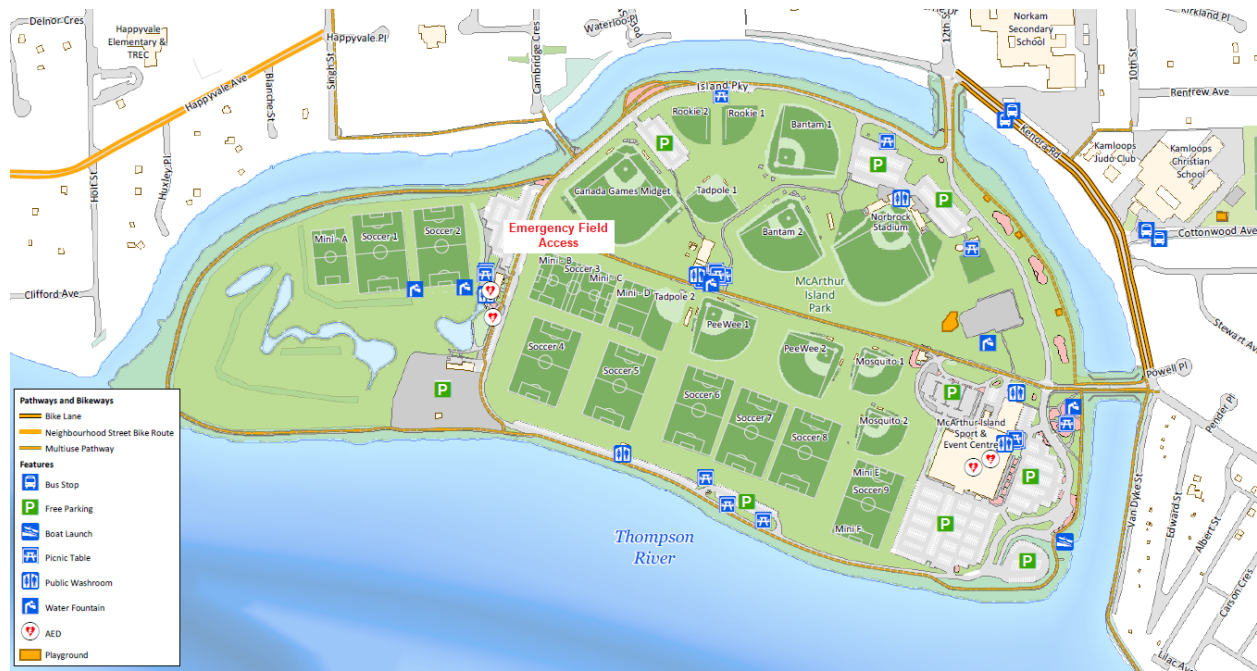 Delnor Cres
Happyvale
Elementary &
TREC
Happyvale Pl
Singh St
Cambridge Cres
Waterloo Pl
12th St
Norkam
Secondary
School
Kirkland Pl
10th St
Renfrew Ave
Happyvale Ave
Blanche St
Huxley Pl
Holt St
Clifford Ave
Island Pky
Rookie 2
Rookie 1
Bantam 1
Kenora Rd
Kamloops
Judo Club
Kamloops
Christian
School
Cottonwood Ave
Canada Games Midget
Tadpole 1
Norbrock
Stadium
Bantam 2
Emergency Field
Access
Mini - A
Soccer 1
Soccer 2
Mini - B
Soccer 3
Mini - C
Mini - D
Tadpole 2
McArthur
Island
Park
PeeWee 1
PeeWee 2
Mosquito 1
Soccer 4
Soccer 5
Soccer 6
Soccer 7
Soccer 8
Mosquito 2
McArthur Island
Sport &
Event Centre
Mini E
Soccer 9
Mini F
Stewart Ave
Powell Pl
Pender Pl
Van Dyke St
Edward St
Albert St
Carson Cres
Lilac Ave
Thompson
River
P
P
P
P
P
P
P
P
P
Pathways and Bikeways
Bike Lane
Neighbourhood Street Bike Route
Multiuse Pathway
Features
Bus Stop
P
Free Parking
Boat Launch
Picnic Table
Public Washroom
Water Fountain
AED
Playground